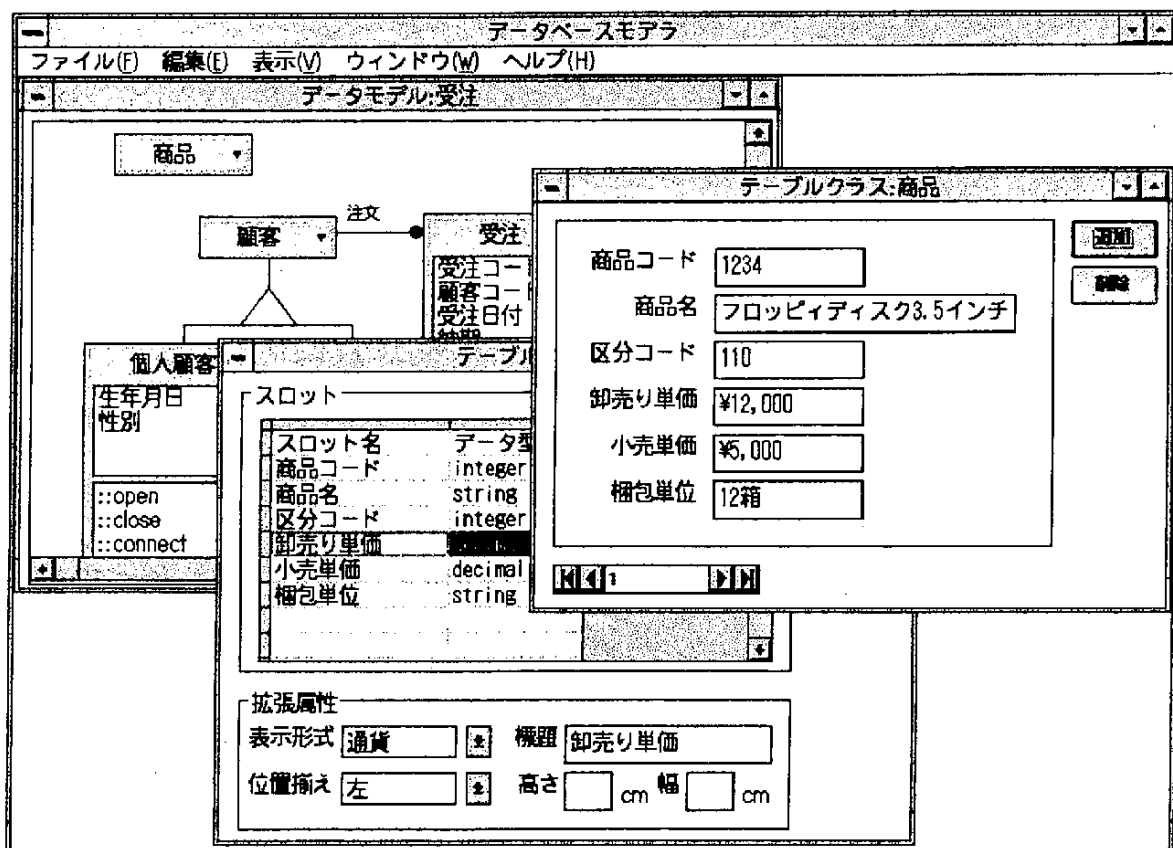 データベースモデラ
ファイル(F) 編集(E) 表示(V) ウィンドウ(W) ヘルプ(H)
データモデル:受注
商品
注文
顧客
受注
受注コー
顧客コー
受注日付
納期
個人顧客
生年月日
性別
::open
::close
::connect
テーブル
スロット
スロット名 データ型
商品コード integer
商品名 string
区分コード integer
卸売り単価
小売単価 decimal
梱包単位 string
拡張属性
表示形式 通貨 標題 卸売り単価
位置揃え 左 高さ cm 幅 cm
テーブルクラス:商品
商品コード 1234
商品名 フロッピィディスク3.5インチ
区分コード 110
卸売り単価 ¥12,000
小売単価 ¥5,000
梱包単位 12箱
1
追加
削除